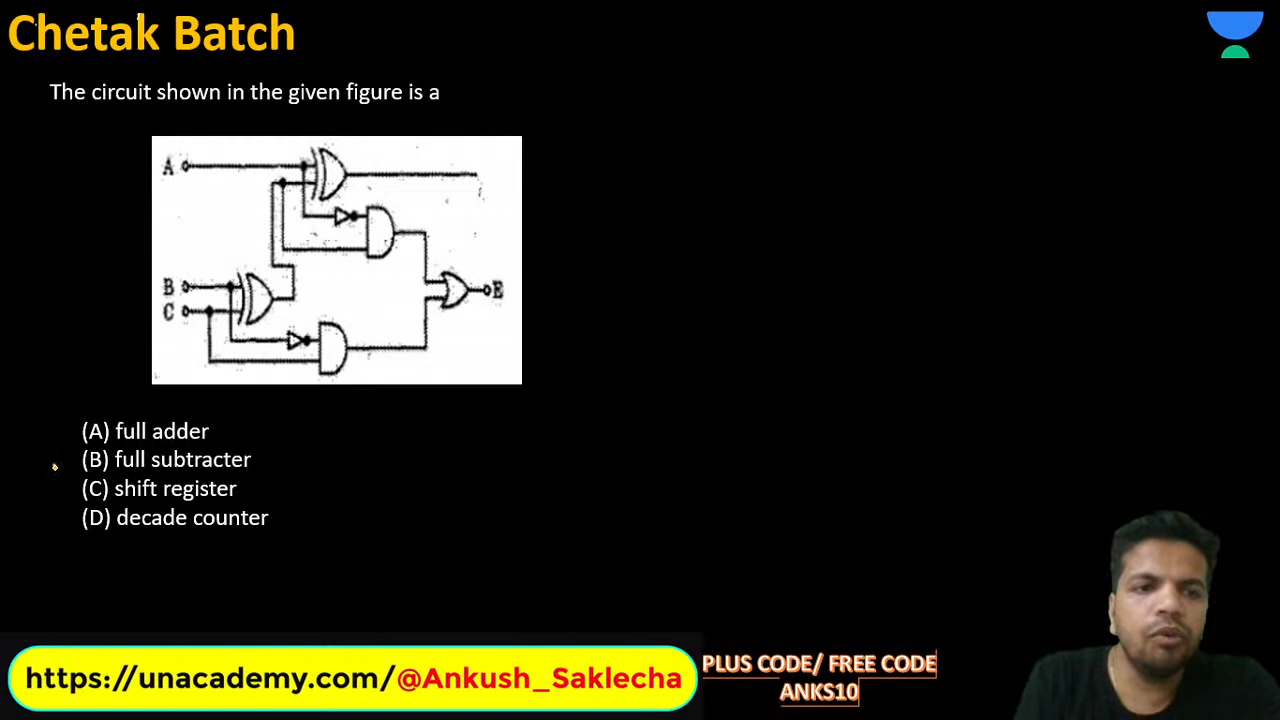 Chetak Batch
The circuit shown in the given figure is a
A
B
C
E
(A) full adder
(B) full subtracter
(C) shift register
(D) decade counter
https://unacademy.com/@Ankush_Saklecha
PLUS CODE/ FREE CODE
ANKS10